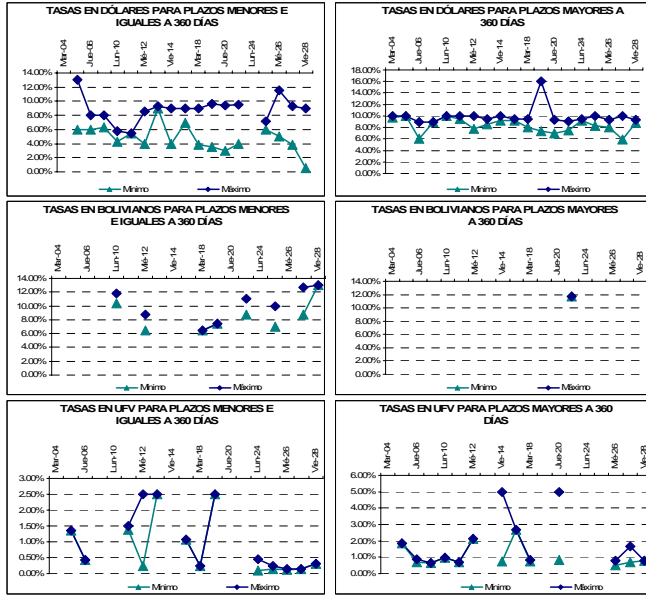 TASAS EN DÓLARES PARA PLAZOS MENORES E
IGUALES A 360 DÍAS
Mar-04
Jue-06
Lun-10
Mié-12
Vie-14
Mar-18
Jue-20
Lun-24
Mié-26
Vie-28
14.00%
12.00%
10.00%
8.00%
6.00%
4.00%
2.00%
0.00%
Mínimo
Máximo
TASAS EN DÓLARES PARA PLAZOS MAYORES A
360 DÍAS
Mar-04
Jue-06
Lun-10
Mié-12
Vie-14
Mar-18
Jue-20
Lun-24
Mié-26
Vie-28
18.00%
16.00%
14.00%
12.00%
10.00%
8.00%
6.00%
4.00%
2.00%
0.00%
Mínimo
Máximo
TASAS EN BOLIVIANOS PARA PLAZOS MENORES
E IGUALES A 360 DÍAS
Mar-04
Jue-06
Lun-10
Mié-12
Vie-14
Mar-18
Jue-20
Lun-24
Mié-26
Vie-28
14.00%
12.00%
10.00%
8.00%
6.00%
4.00%
2.00%
0.00%
Mínimo
Máximo
TASAS EN BOLIVIANOS PARA PLAZOS MAYORES
A 360 DÍAS
Mar-04
Jue-06
Lun-10
Mié-12
Vie-14
Mar-18
Jue-20
Lun-24
Mié-26
Vie-28
14.00%
12.00%
10.00%
8.00%
6.00%
4.00%
2.00%
0.00%
Mínimo
Máximo
TASAS EN UFV PARA PLAZOS MENORES E
IGUALES A 360 DÍAS
Mar-04
Jue-06
Lun-10
Mié-12
Vie-14
Mar-18
Jue-20
Lun-24
Mié-26
Vie-28
3.00%
2.50%
2.00%
1.50%
1.00%
0.50%
0.00%
Mínimo
Máximo
TASAS EN UFV PARA PLAZOS MAYORES A 360
DÍAS
Mar-04
Jue-06
Lun-10
Mié-12
Vie-14
Mar-18
Jue-20
Lun-24
Mié-26
Vie-28
6.00%
5.00%
4.00%
3.00%
2.00%
1.00%
0.00%
Mínimo
Máximo